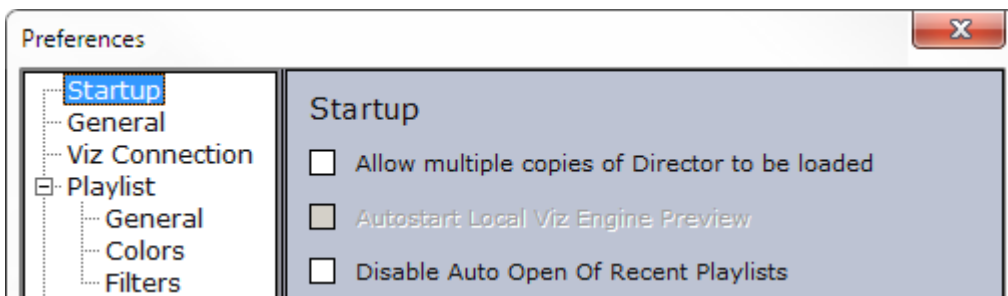 Preferences
Startup
General
Viz Connection
Playlist
General
Colors
Filters
Startup
Allow multiple copies of Director to be loaded
Autostart Local Viz Engine Preview
Disable Auto Open Of Recent Playlists